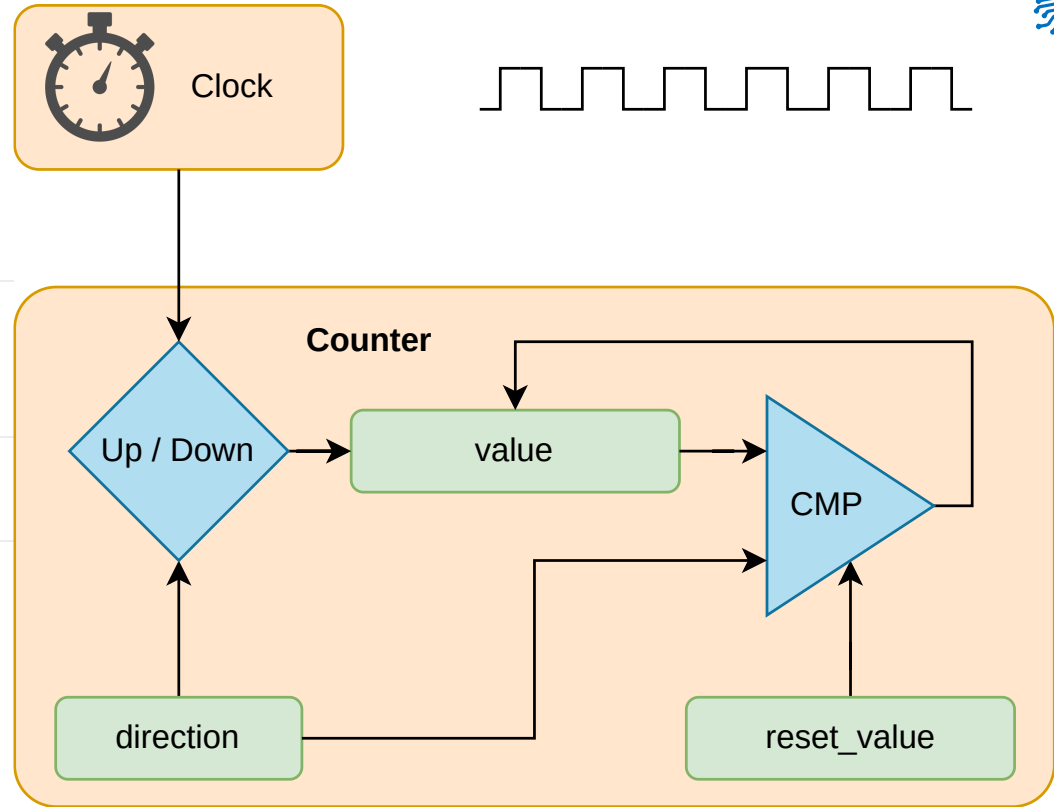 Clock
Counter
Up / Down
value
CMP
direction
reset_value